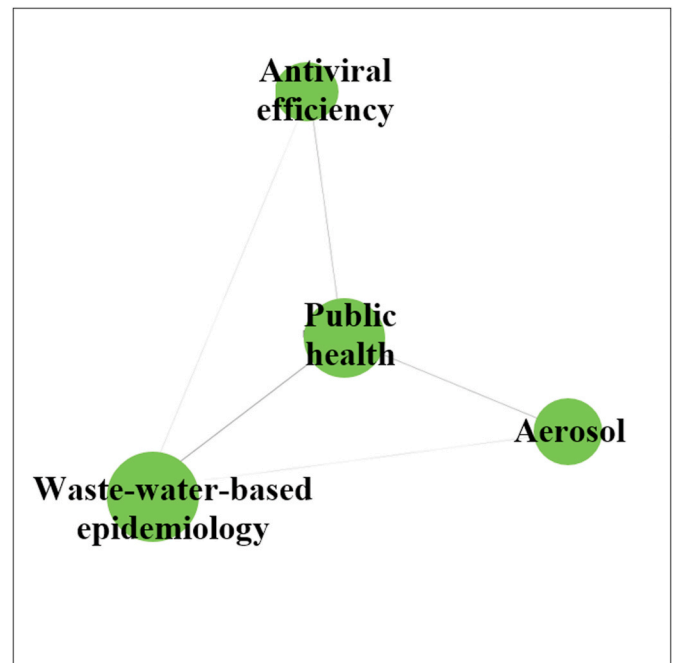 Antiviral
efficiency
Public
health
Aerosol
Waste-water-based
epidemiology